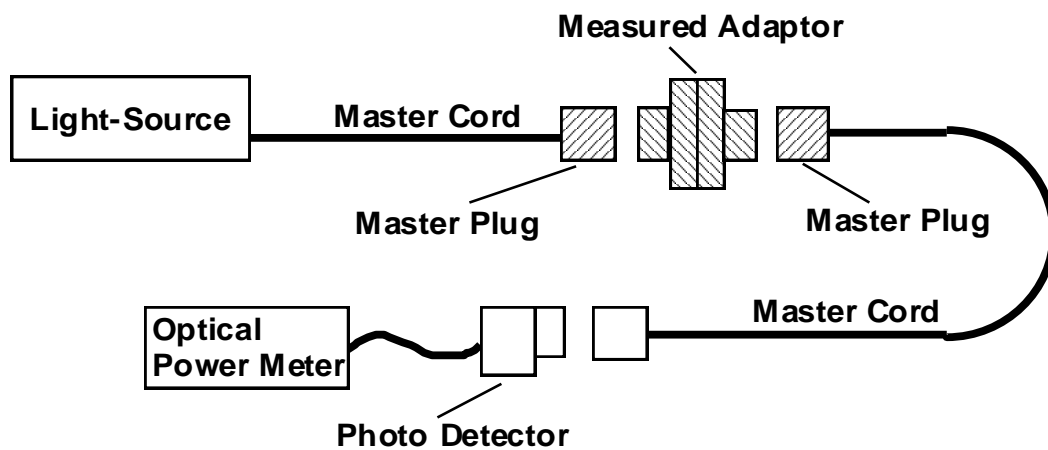 Measured Adaptor
Light-Source
Master Cord
Master Plug
Master Plug
Master Cord
Optical
Power Meter
Photo Detector